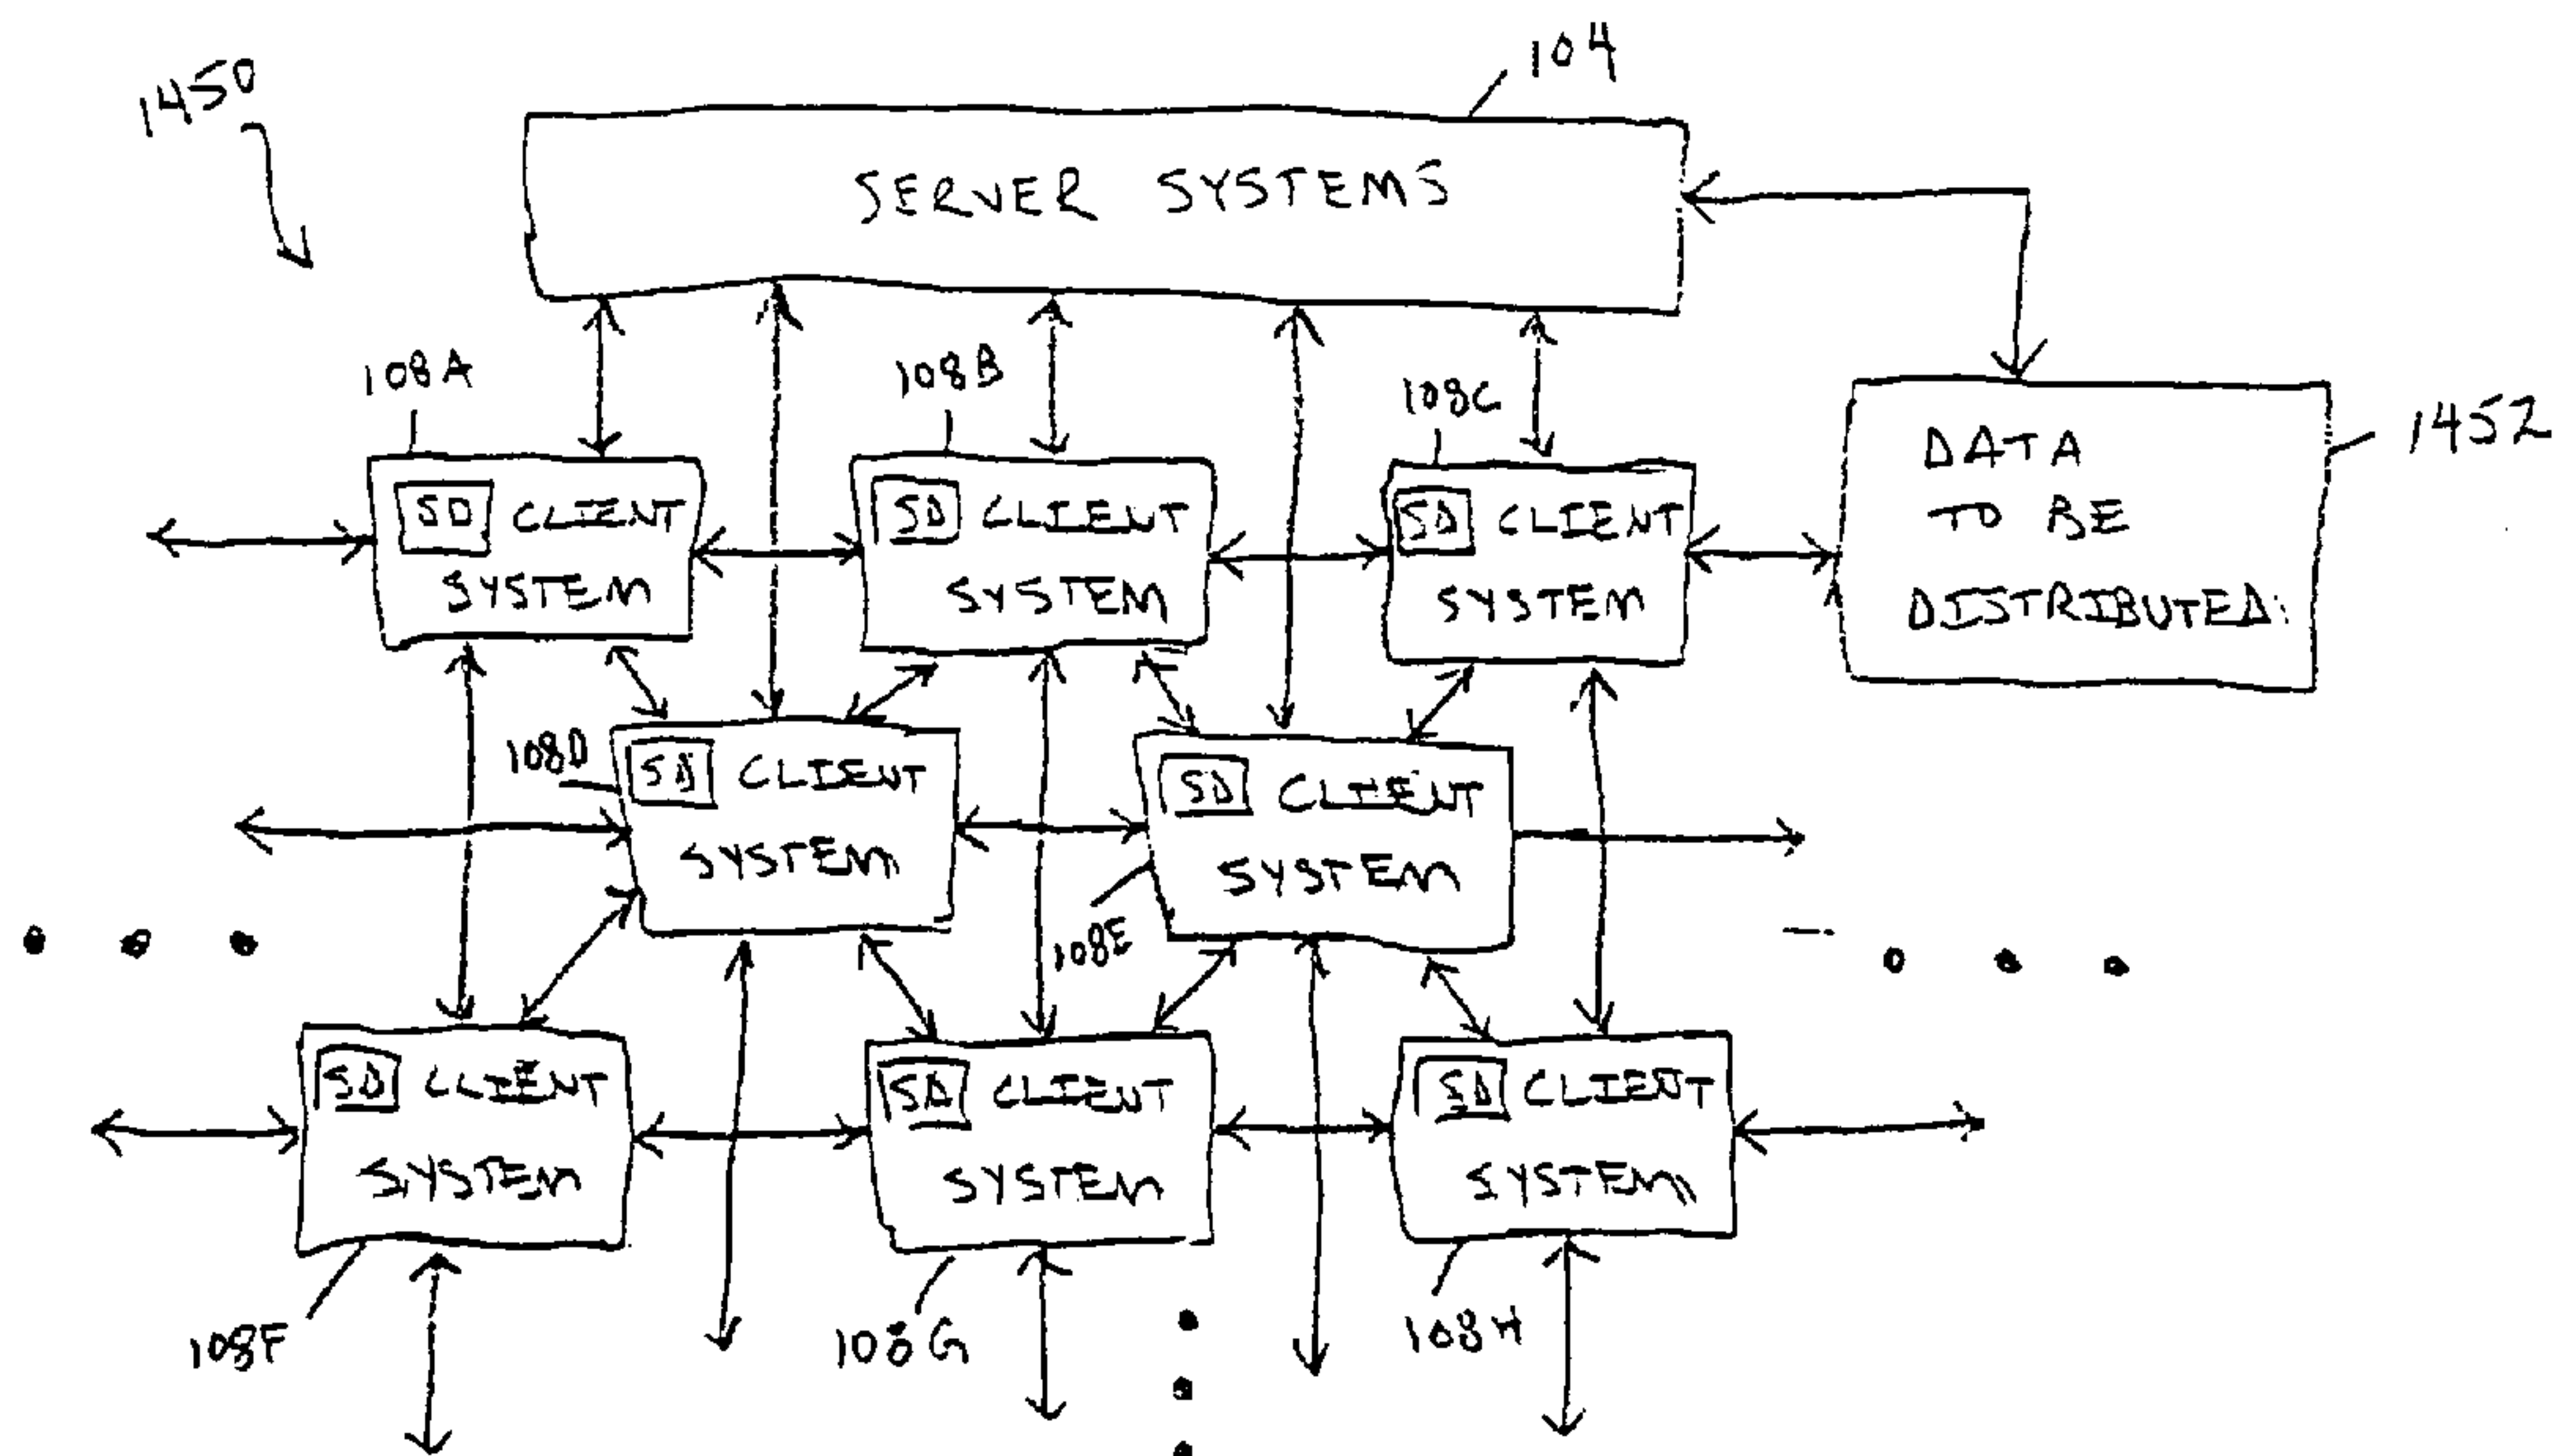 104
1450
SERVER SYSTEMS
108A
108B
108C
1452
SD CLIENT
SYSTEM
SD CLIENT
SYSTEM
SD CLIENT
SYSTEM
DATA
TO BE
DISTRIBUTED
108D
SD CLIENT
SYSTEM
SD CLIENT
SYSTEM
108E
SD CLIENT
SYSTEM
SD CLIENT
SYSTEM
SD CLIENT
SYSTEM
108F
108G
108H